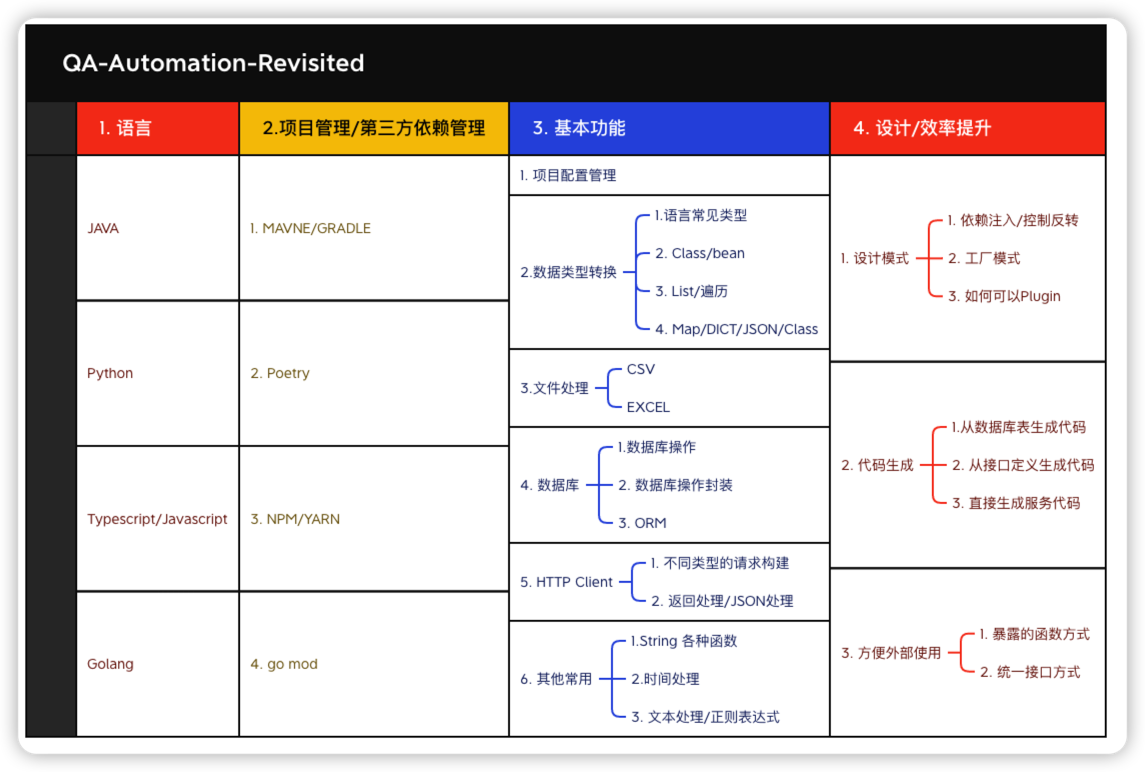 QA-Automation-Revisited
1. 语言
2.项目管理/第三方依赖管理
3. 基本功能
4. 设计/效率提升
JAVA
1. MAVNE/GRADLE
Python
2. Poetry
Typescript/Javascript
3. NPM/YARN
Golang
4. go mod
1. 项目配置管理
2.数据类型转换
1.语言常见类型
2. Class/bean
3. List/遍历
4. Map/DICT/JSON/Class
3.文件处理
CSV
EXCEL
4. 数据库
1.数据库操作
2. 数据库操作封装
3. ORM
5. HTTP Client
1. 不同类型的请求构建
2. 返回处理/JSON处理
6. 其他常用
1.String 各种函数
2.时间处理
3. 文本处理/正则表达式
1. 设计模式
1. 依赖注入/控制反转
2. 工厂模式
3. 如何可以Plugin
2. 代码生成
1.从数据库表生成代码
2. 从接口定义生成代码
3. 直接生成服务代码
3. 方便外部使用
1. 暴露的函数方式
2. 统一接口方式